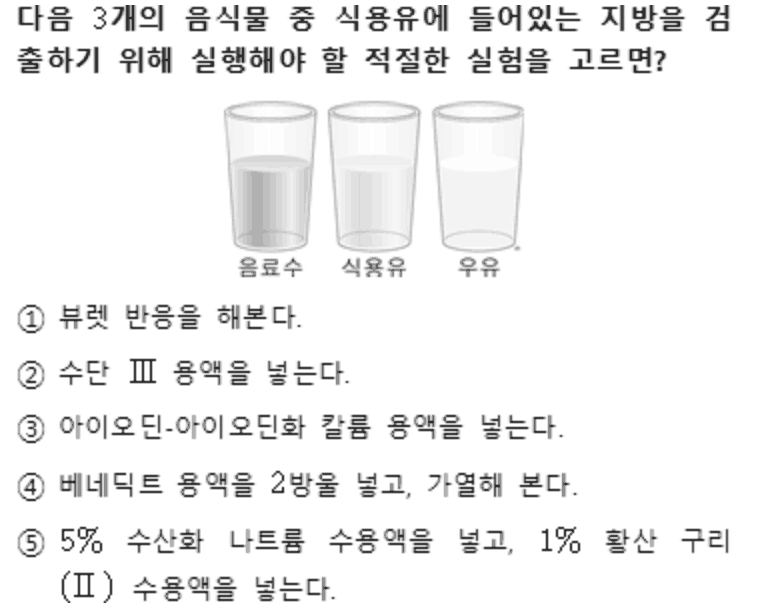 다음 3개의 음식물 중 식용유에 들어있는 지방을 검
출하기 위해 실행해야 할 적절한 실험을 고르면?
음료수 식용유 우유
① 뷰렛 반응을 해본다.
② 수단 Ⅲ 용액을 넣는다.
③ 아이오딘-아이오딘화 칼륨 용액을 넣는다.
④ 베네딕트 용액을 2방울 넣고, 가열해 본다.
⑤ 5% 수산화 나트륨 수용액을 넣고, 1% 황산 구리
(Ⅱ) 수용액을 넣는다.